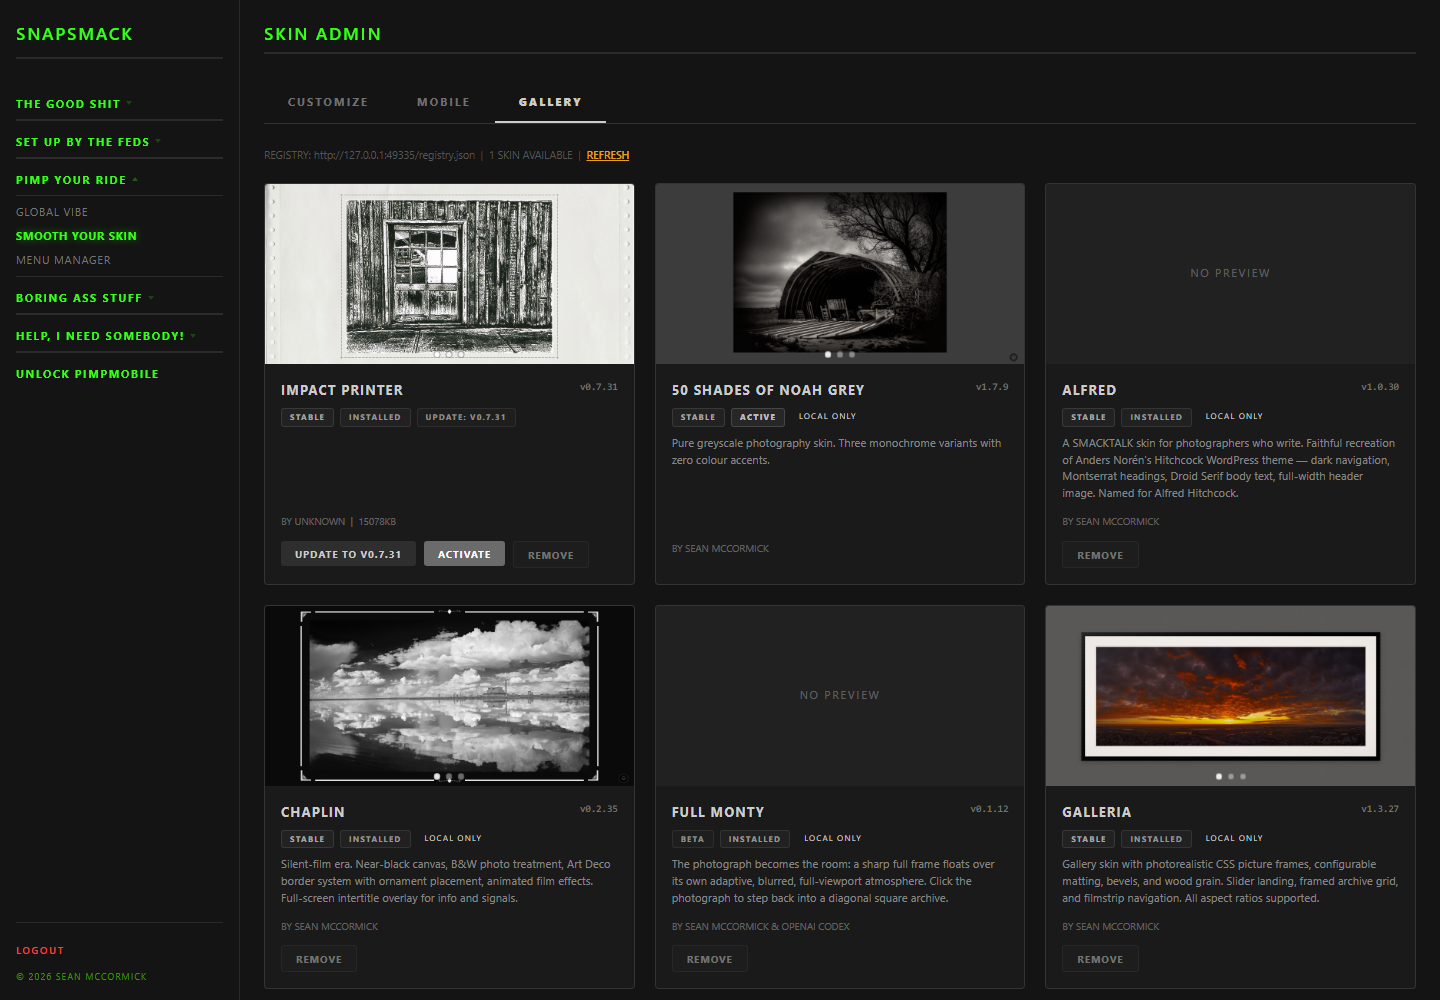 SNAPSMACK
THE GOOD SHIT
SET UP BY THE FEDS
PIMP YOUR RIDE
GLOBAL VIBE
SMOOTH YOUR SKIN
MENU MANAGER
BORING ASS STUFF
HELP, I NEED SOMEBODY!
UNLOCK PIMPMOBILE
LOGOUT
© 2026 SEAN MCCORMICK
SKIN ADMIN
CUSTOMIZE MOBILE GALLERY
REGISTRY: http://127.0.0.1:49335/registry.json | 1 SKIN AVAILABLE | REFRESH
IMPACT PRINTER v0.7.31
STABLE INSTALLED UPDATE: V0.7.31
BY UNKNOWN | 15078KB
UPDATE TO V0.7.31 ACTIVATE REMOVE
50 SHADES OF NOAH GREY v1.7.9
STABLE ACTIVE LOCAL ONLY
Pure greyscale photography skin. Three monochrome variants with
zero colour accents.
BY SEAN MCCORMICK
NO PREVIEW
ALFRED v1.0.30
STABLE INSTALLED LOCAL ONLY
A SMACKTALK skin for photographers who write. Faithful recreation
of Anders Norén's Hitchcock WordPress theme — dark navigation,
Montserrat headings, Droid Serif body text, full-width header
image. Named for Alfred Hitchcock.
BY SEAN MCCORMICK
REMOVE
CHAPLIN v0.2.35
STABLE INSTALLED LOCAL ONLY
Silent-film era. Near-black canvas, B&W photo treatment, Art Deco
border system with ornament placement, animated film effects.
Full-screen intertitle overlay for info and signals.
BY SEAN MCCORMICK
REMOVE
NO PREVIEW
FULL MONTY v0.1.12
BETA INSTALLED LOCAL ONLY
The photograph becomes the room: a sharp full frame floats over
its own adaptive, blurred, full-viewport atmosphere. Click the
photograph to step back into a diagonal square archive.
BY SEAN MCCORMICK & OPENAI CODEX
REMOVE
GALLERIA v1.3.27
STABLE INSTALLED LOCAL ONLY
Gallery skin with photorealistic CSS picture frames, configurable
matting, bevels, and wood grain. Slider landing, framed archive grid,
and filmstrip navigation. All aspect ratios supported.
BY SEAN MCCORMICK
REMOVE